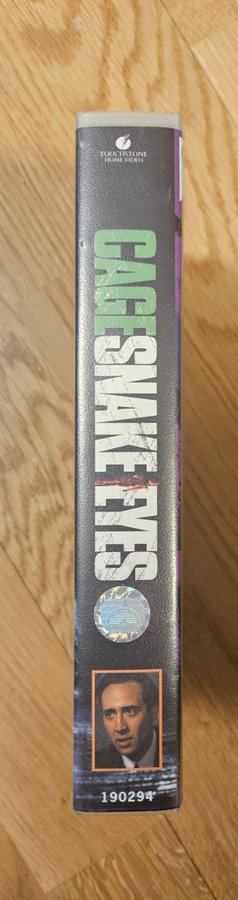 TOUCHSTONE
HOME VIDEO
CAGE
SNAKE EYES
190294